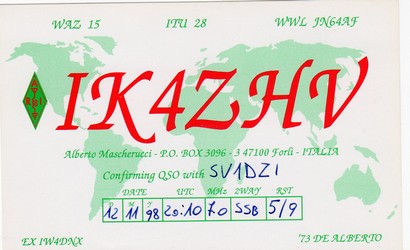 WAZ 15 ITU 28 WWL JN64AF
IK4ZHV
Alberto Mascherucci - P.O. BOX 3096 - 3 47100 Forlì - ITALIA
Confirming QSO with SV1DZ1
DATE UTC MHz 2WAY RST
12 11 98 20:10 7.0 SSB 5/9
EX IW4DNX '73 DE ALBERTO